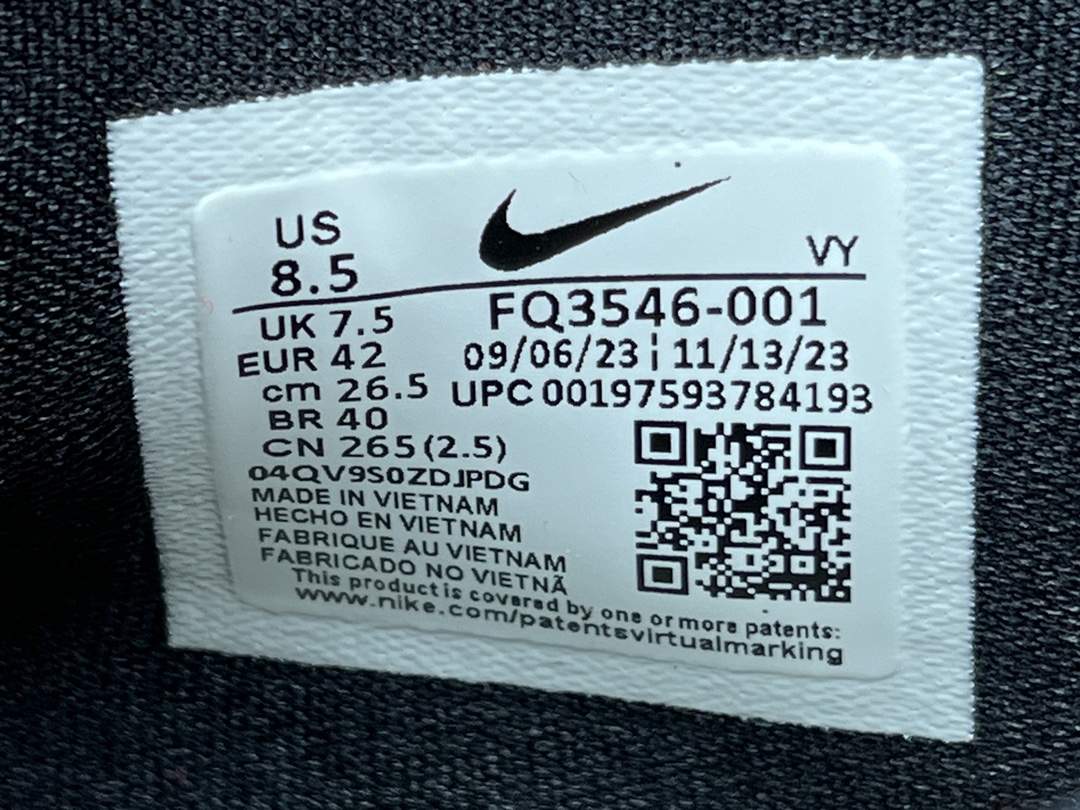 US
8.5
VY
UK 7.5
EUR 42
cm 26.5
BR 40
CN 265(2.5)
FQ3546-001
09/06/23 | 11/13/23
UPC 00197593784193
04QV9S0ZDJPDG
MADE IN VIETNAM
HECHO EN VIETNAM
FABRIQUE AU VIETNAM
FABRICADO NO VIETNÃ
This product is covered by one or more patents:
www.nike.com/patentsvirtualmarking